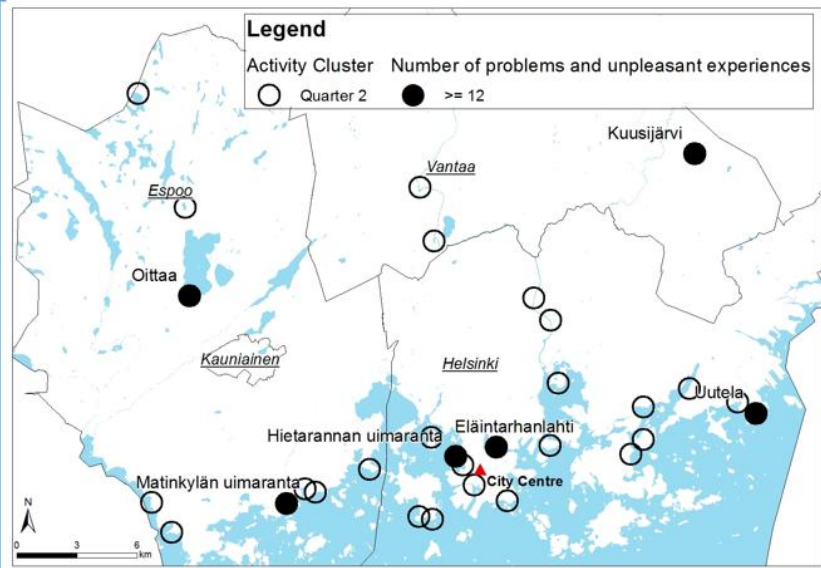 Legend
Activity Cluster Number of problems and unpleasant experiences
Quarter 2 >= 12
Kuusijärvi
Vantaa
Espoo
Oittaa
Kauniainen
Helsinki
Uutela
Eläintarhanlahti
Hietarannan uimaranta
City Centre
Matinkylän uimaranta
N
0 3 6
km